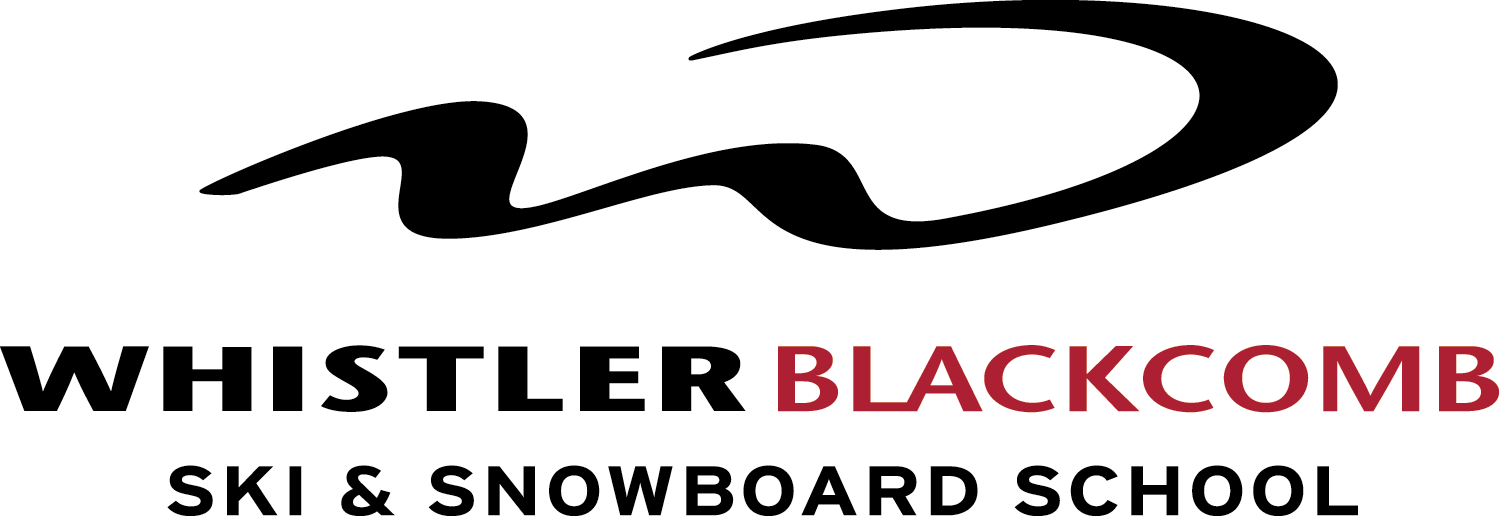 WHISTLER BLACKCOMB
SKI & SNOWBOARD SCHOOL